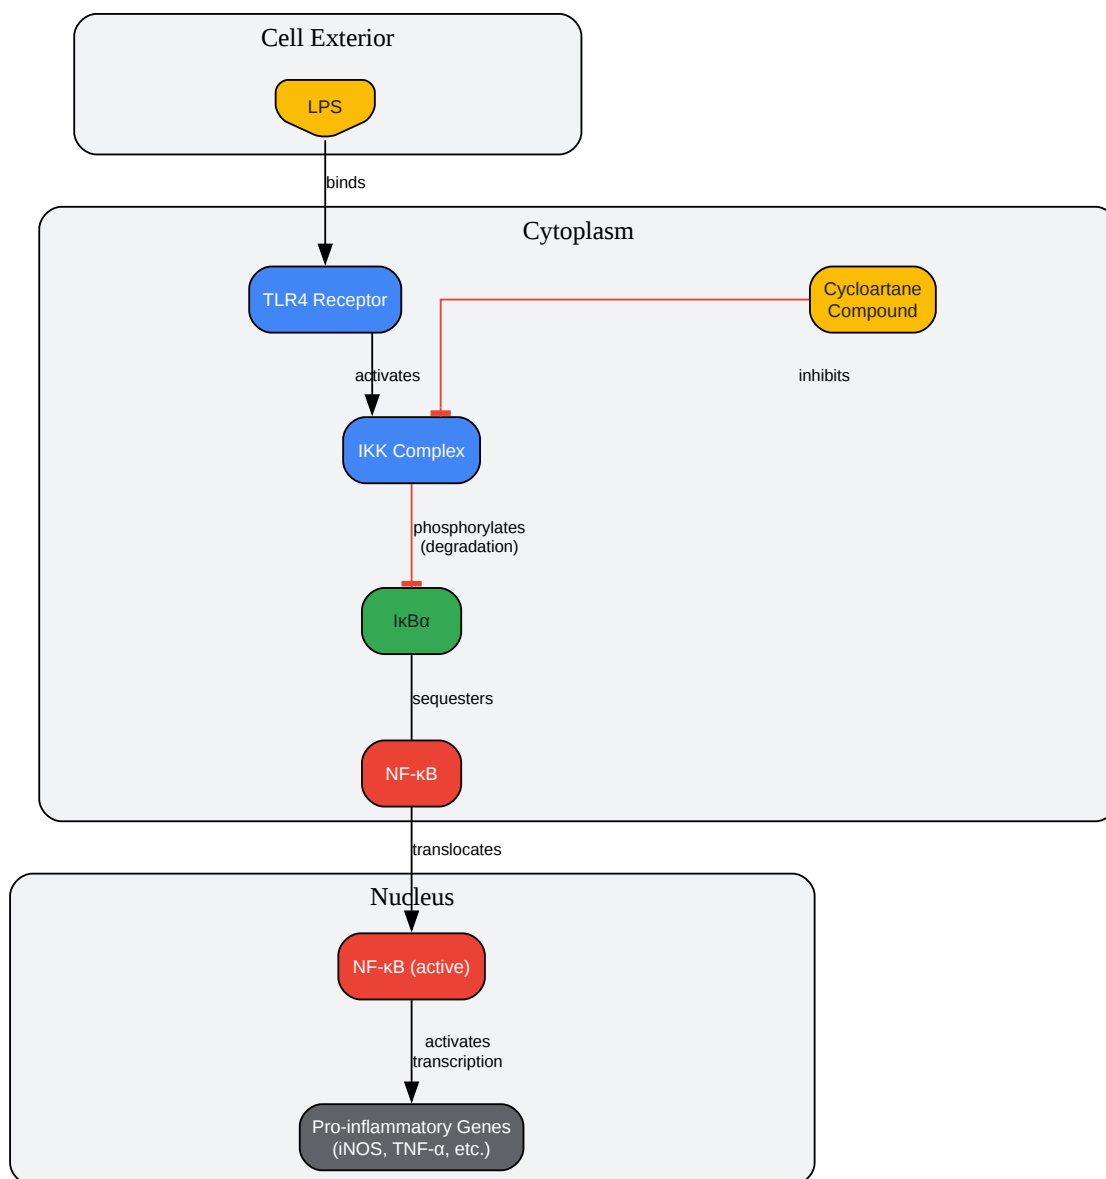 Cell Exterior
LPS
binds
Cytoplasm
TLR4 Receptor
Cycloartane
Compound
activates
inhibits
IKK Complex
phosphorylates
(degradation)
IκBα
sequesters
NF-κB
translocates
Nucleus
NF-κB (active)
activates
transcription
Pro-inflammatory Genes
(iNOS, TNF-α, etc.)